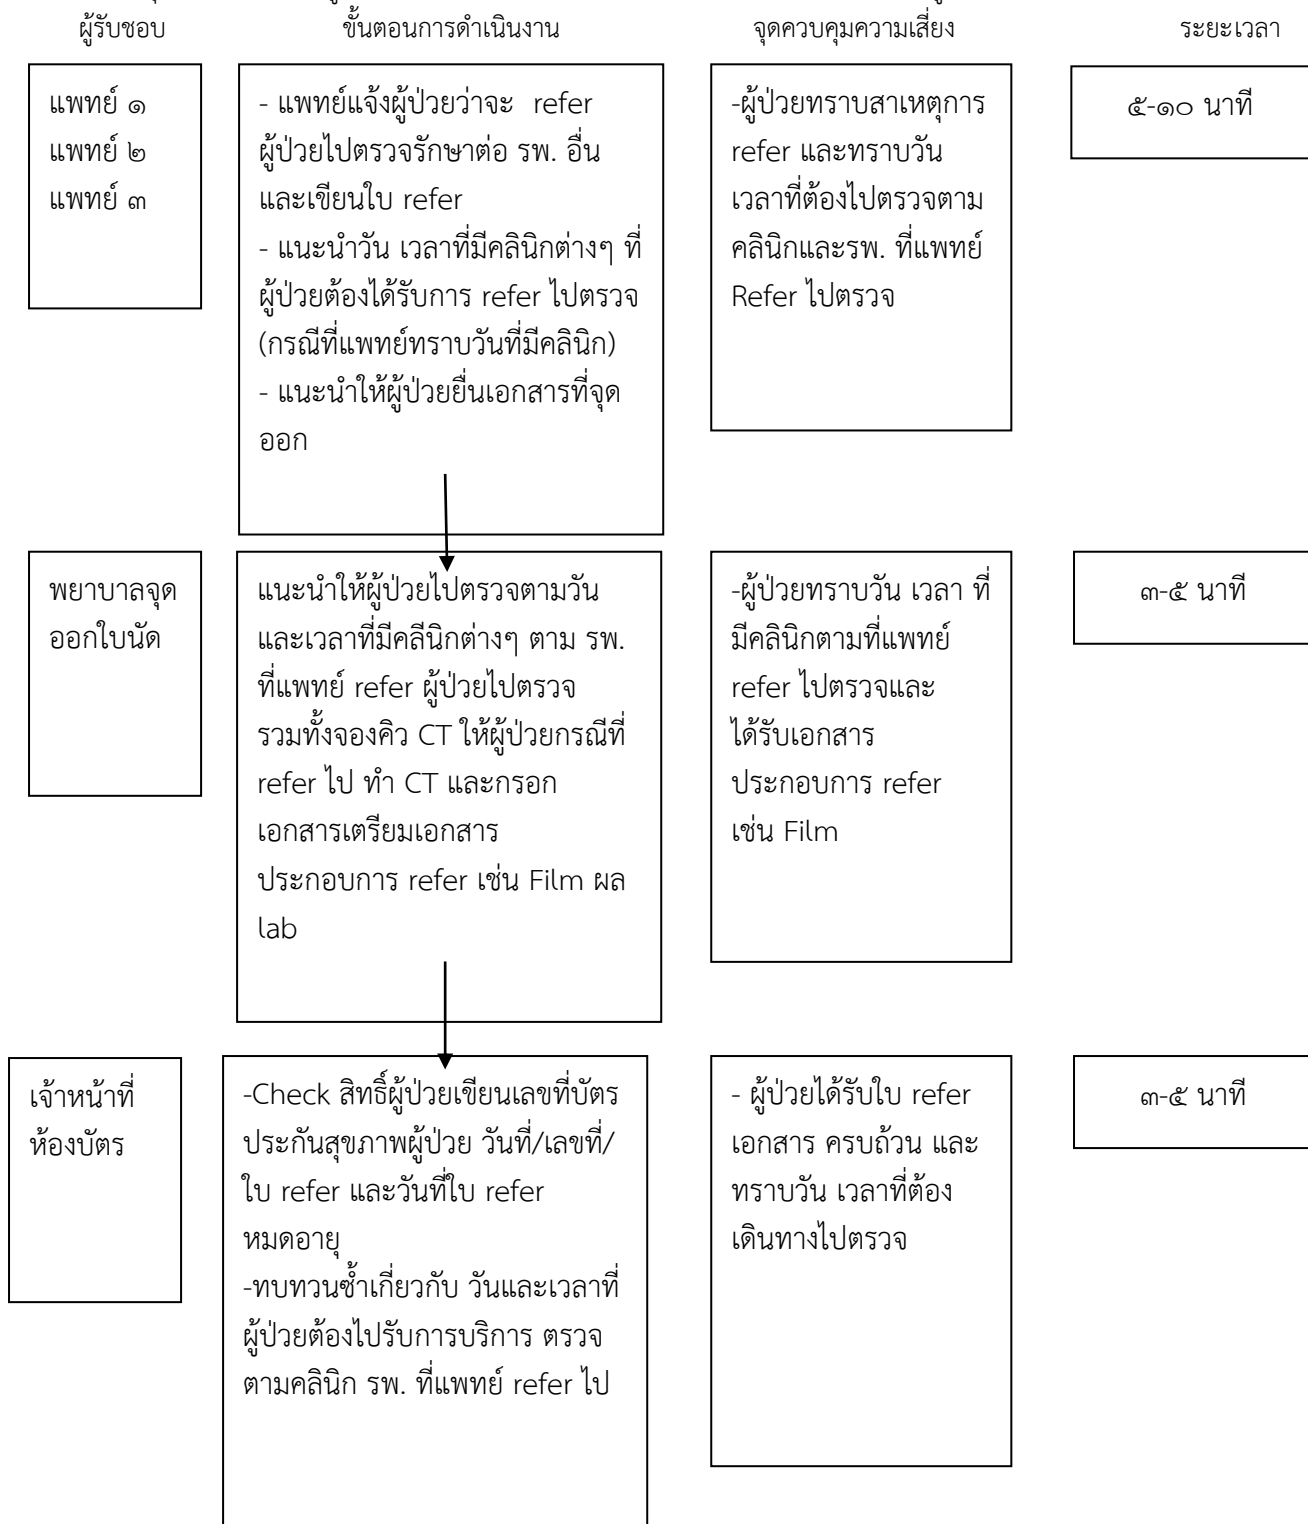 ผู้รับชอบ
ขั้นตอนการดำเนินงาน
จุดควบคุมความเสี่ยง
ระยะเวลา
แพทย์ ๑
แพทย์ ๒
แพทย์ ๓
- แพทย์แจ้งผู้ป่วยว่าจะ refer
ผู้ป่วยไปตรวจรักษาต่อ รพ. อื่น
และเขียนใบ refer
- แนะนำวัน เวลาที่มีคลินิกต่างๆ ที่
ผู้ป่วยต้องได้รับการ refer ไปตรวจ
(กรณีที่แพทย์ทราบวันที่มีคลินิก)
- แนะนำให้ผู้ป่วยยื่นเอกสารที่จุด
ออก
-ผู้ป่วยทราบสาเหตุการ
refer และทราบวัน
เวลาที่ต้องไปตรวจตาม
คลินิกและรพ. ที่แพทย์
Refer ไปตรวจ
๕-๑๐ นาที
พยาบาลจุด
ออกใบนัด
แนะนำให้ผู้ป่วยไปตรวจตามวัน
และเวลาที่มีคลีนิกต่างๆ ตาม รพ.
ที่แพทย์ refer ผู้ป่วยไปตรวจ
รวมทั้งจองคิว CT ให้ผู้ป่วยกรณีที่
refer ไป ทำ CT และกรอก
เอกสารเตรียมเอกสาร
ประกอบการ refer เช่น Film ผล
lab
-ผู้ป่วยทราบวัน เวลา ที่
มีคลินิกตามที่แพทย์
refer ไปตรวจและ
ได้รับเอกสาร
ประกอบการ refer
เช่น Film
๓-๕ นาที
เจ้าหน้าที่
ห้องบัตร
-Check สิทธิ์ผู้ป่วยเขียนเลขที่บัตร
ประกันสุขภาพผู้ป่วย วันที่/เลขที่/
ใบ refer และวันที่ใบ refer
หมดอายุ
-ทบทวนซ้ำเกี่ยวกับ วันและเวลาที่
ผู้ป่วยต้องไปรับการบริการ ตรวจ
ตามคลินิก รพ. ที่แพทย์ refer ไป
- ผู้ป่วยได้รับใบ refer
เอกสาร ครบถ้วน และ
ทราบวัน เวลาที่ต้อง
เดินทางไปตรวจ
๓-๕ นาที